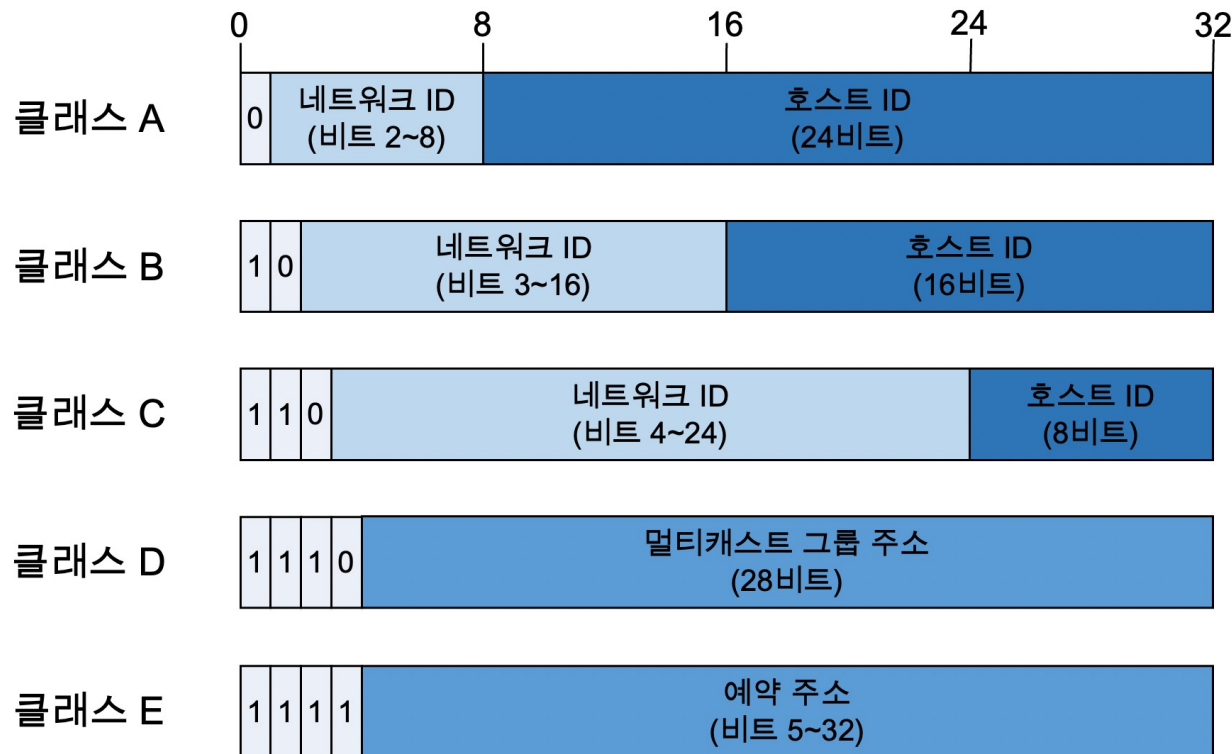 0 8 16 24 32
클래스 A
0
네트워크 ID
(비트 2~8)
호스트 ID
(24비트)
클래스 B
1 0
네트워크 ID
(비트 3~16)
호스트 ID
(16비트)
클래스 C
1 1 0
네트워크 ID
(비트 4~24)
호스트 ID
(8비트)
클래스 D
1 1 1 0
멀티캐스트 그룹 주소
(28비트)
클래스 E
1 1 1 1
예약 주소
(비트 5~32)